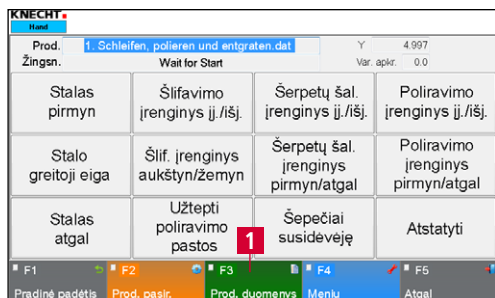 KNECHT
Hand
Prod. 1. Schleifen, polieren und entgraten.dat Y 4.997
Žingsn. Wait for Start Var. apkr. 0.0
Stalas pirmyn
Šlifavimo įrenginys įj./išj.
Šerpetų šal. įrenginys įj./išj.
Poliravimo įrenginys įj./išj.
Stalo greitoji eiga
Šlif. įrenginys aukštyn/žemyn
Šerpetų šal. įrenginys pirmyn/atgal
Poliravimo įrenginys pirmyn/atgal
Stalas atgal
Užtepti poliravimo pastos
Šepečiai susidėvėję
Atstatyti
1
F1 F2 F3 F4 F5
Pradinė padėtis Prod. pasir. Prod. duomenys Meniu Atgal